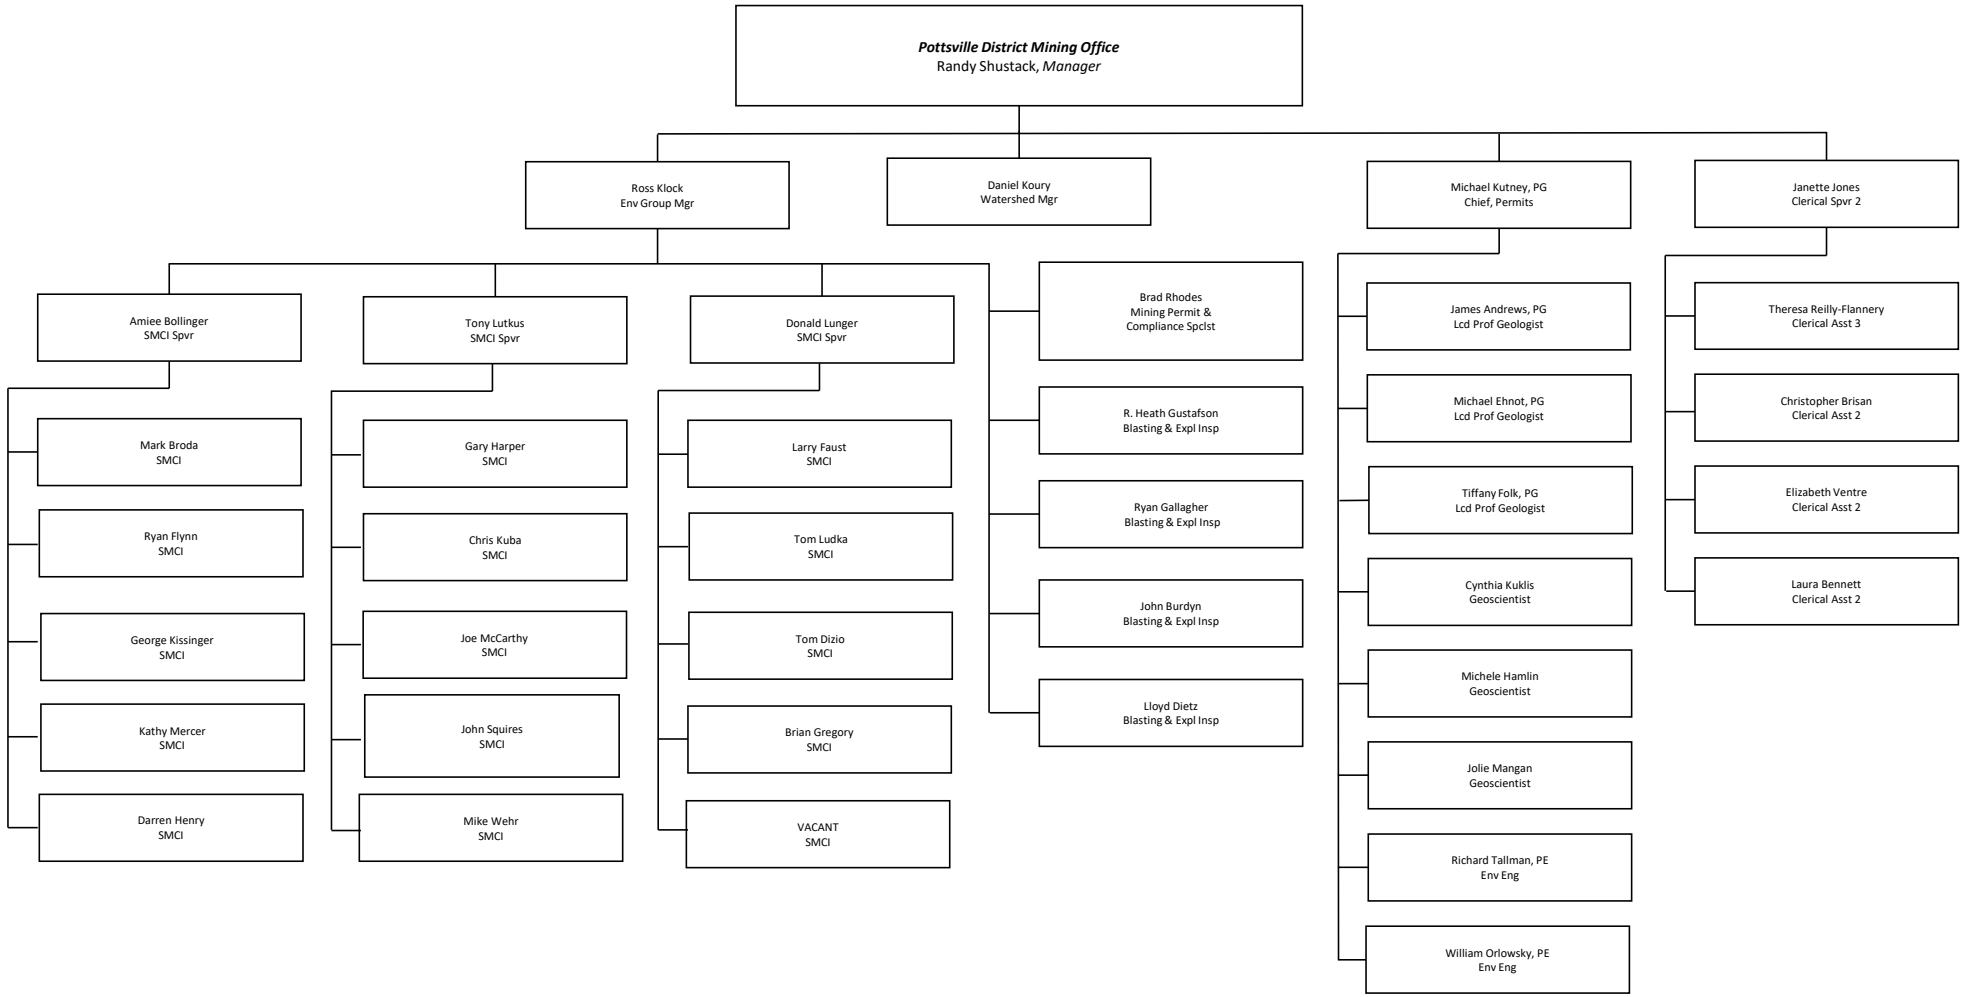 Pottsville District Mining Office
Randy Shustack, Manager
Ross Klock
Env Group Mgr
Daniel Koury
Watershed Mgr
Michael Kutney, PG
Chief, Permits
Janette Jones
Clerical Spvr 2
Amiee Bollinger
SMCI Spvr
Mark Broda
SMCI
Ryan Flynn
SMCI
George Kissinger
SMCI
Kathy Mercer
SMCI
Darren Henry
SMCI
Tony Lutkus
SMCI Spvr
Gary Harper
SMCI
Chris Kuba
SMCI
Joe McCarthy
SMCI
John Squires
SMCI
Mike Wehr
SMCI
Donald Lunger
SMCI Spvr
Larry Faust
SMCI
Tom Ludka
SMCI
Tom Dizio
SMCI
Brian Gregory
SMCI
VACANT
SMCI
Brad Rhodes
Mining Permit &
Compliance Spclst
R. Heath Gustafson
Blasting & Expl Insp
Ryan Gallagher
Blasting & Expl Insp
John Burdyn
Blasting & Expl Insp
Lloyd Dietz
Blasting & Expl Insp
James Andrews, PG
Lcd Prof Geologist
Michael Ehnot, PG
Lcd Prof Geologist
Tiffany Folk, PG
Lcd Prof Geologist
Cynthia Kuklis
Geoscientist
Michele Hamlin
Geoscientist
Jolie Mangan
Geoscientist
Richard Tallman, PE
Env Eng
William Orlowsky, PE
Env Eng
Theresa Reilly-Flannery
Clerical Asst 3
Christopher Brisan
Clerical Asst 2
Elizabeth Ventre
Clerical Asst 2
Laura Bennett
Clerical Asst 2